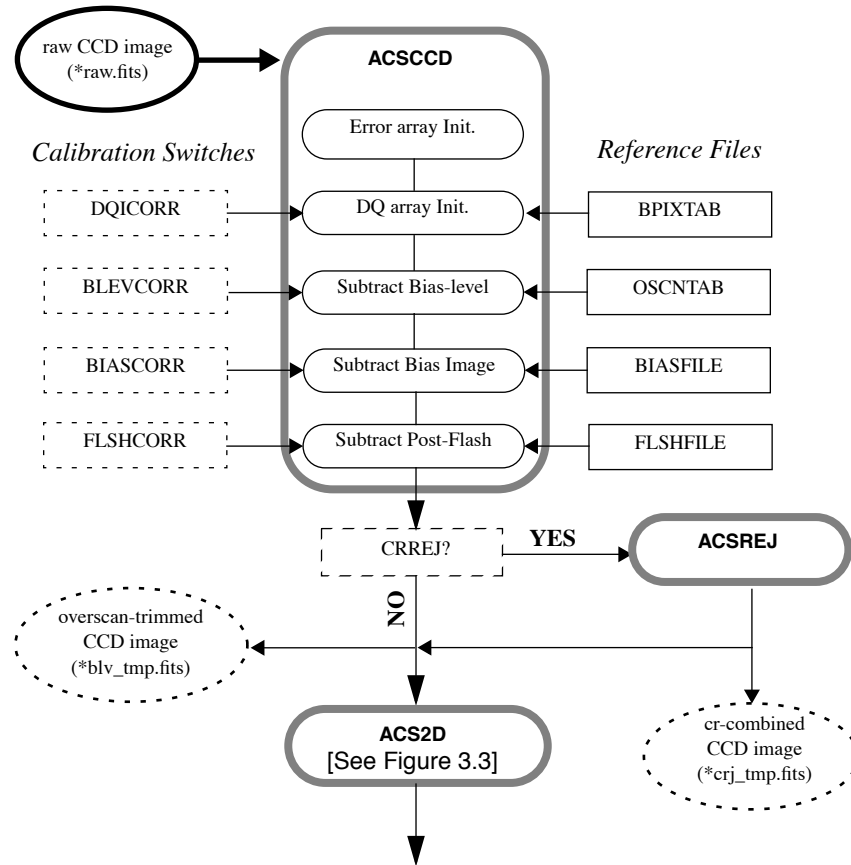 raw CCD image
(*raw.fits)
ACSCCD
Error array Init.
Calibration Switches
Reference Files
DQICORR
DQ array Init.
BPIXTAB
BLEVCORR
Subtract Bias-level
OSCNTAB
BIASCORR
Subtract Bias Image
BIASFILE
FLSHCORR
Subtract Post-Flash
FLSHFILE
CRREJ?
YES
ACSREJ
NO
overscan-trimmed
CCD image
(*blv_tmp.fits)
ACS2D
[See Figure 3.3]
cr-combined
CCD image
(*crj_tmp.fits)